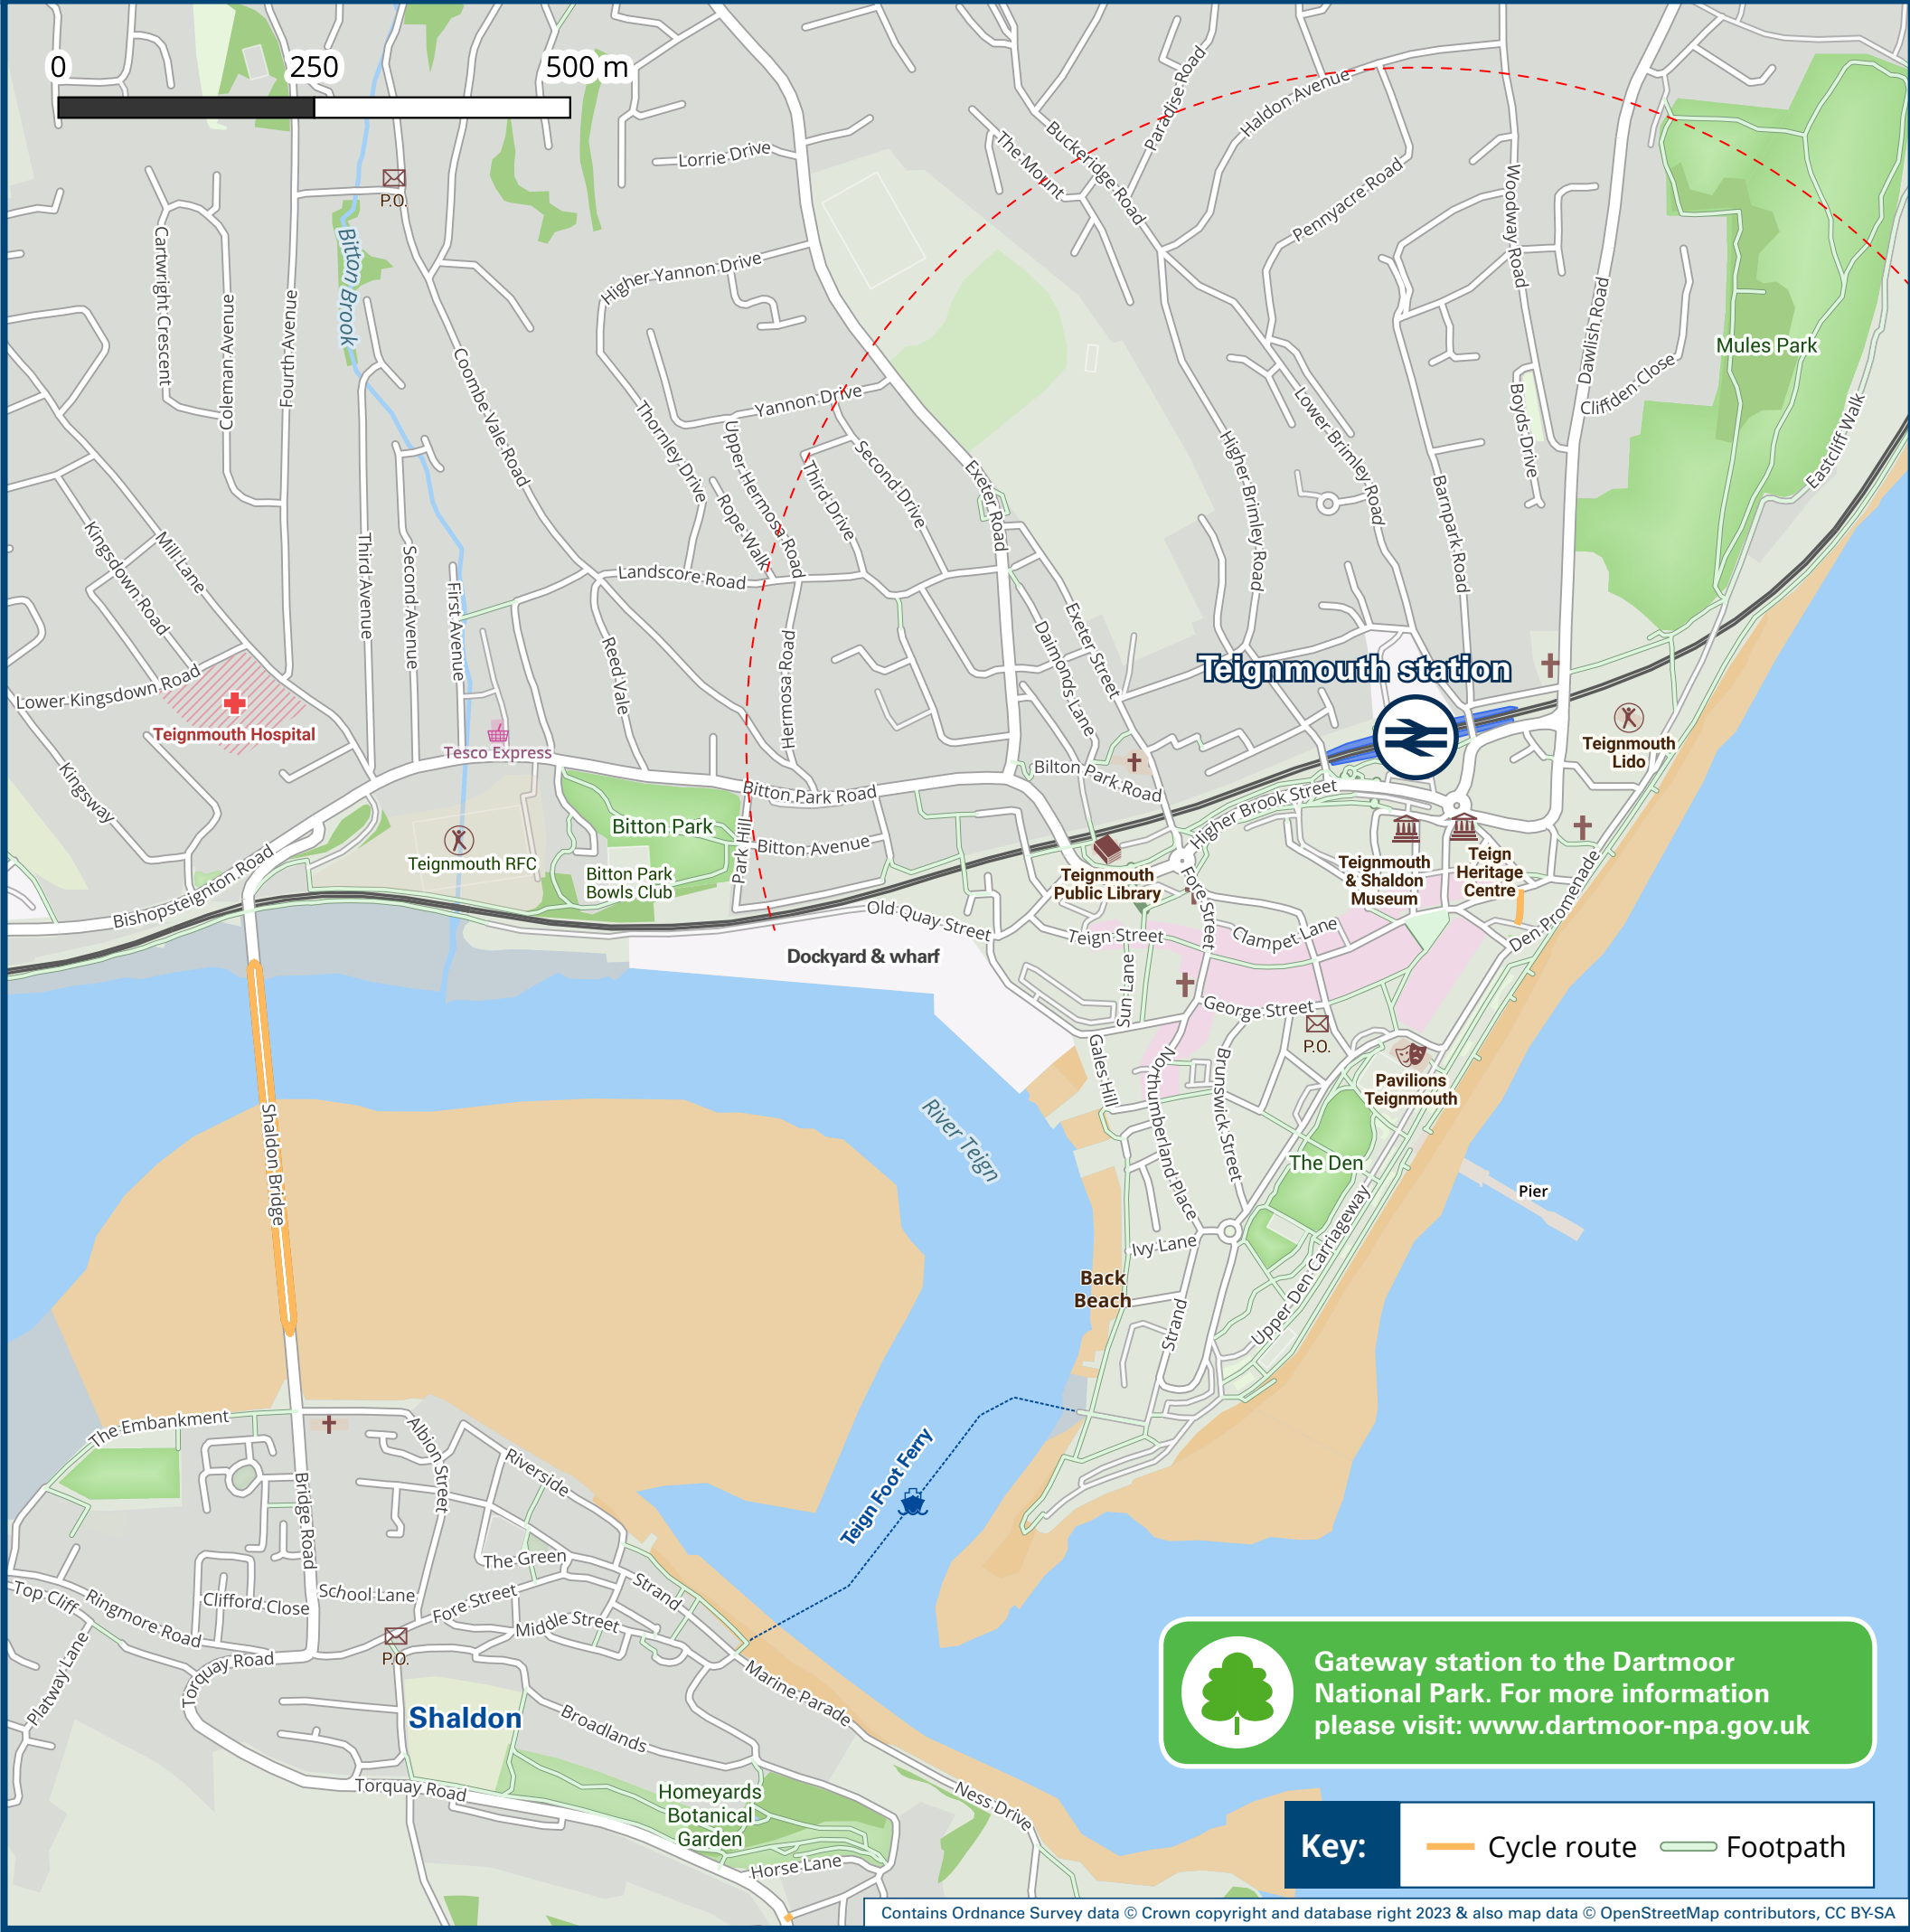 0 250 500 m
Paradise Road
Haldon Avenue
Buckeridge Road
The Mount
Lorrie Drive
P.O.
Pennyacre Road
Woodway Road
Bitton Brook
Cartwright Crescent
Coleman Avenue
Fourth Avenue
Higher Yannon Drive
Dawlish Road
Mules Park
Cliffden Close
Boyds Drive
Eastcliff Walk
Coombe Vale Road
Yannon Drive
Thornley Drive
Upper Hermosa Road
Rope Walk
Third Drive
Second Drive
Exeter Road
Higher Brimley Road
Lower Brimley Road
Barnpark Road
Mill Lane
Kingsdown Road
Third Avenue
Second Avenue
First Avenue
Landscore Road
Reed Vale
Hermosa Road
Daimonds Lane
Exeter Street
Lower Kingsdown Road
Teignmouth Hospital
Tesco Express
Teignmouth station
Teignmouth
Lido
Kingsway
Bitton Park Road
Bilton Park Road
Higher Brook Street
Bitton Park
Park Hill
Bitton Avenue
Teignmouth RFC
Bitton Park
Bowls Club
Bishopsteignton Road
Teignmouth
Public Library
Fore Street
Teignmouth
& Shaldon
Museum
Teign
Heritage
Centre
Den Promenade
Old Quay Street
Teign Street
Clampet Lane
Dockyard & wharf
Sun Lane
George Street
P.O.
Gales Hill
Northumberland Place
Brunswick Street
Pavilions
Teignmouth
River Teign
Shaldon Bridge
The Den
Pier
Ivy Lane
Upper Den Carriageway
Back
Beach
Strand
Teign Foot Ferry
The Embankment
Albion Street
Riverside
Bridge Road
The Green
School Lane
Fore Street
Strand
Clifford Close
Top Cliff
Ringmore Road
Middle Street
P.O.
Torquay Road
Platway Lane
Marine Parade
Shaldon
Broadlands
Torquay Road
Homeyards
Botanical
Garden
Ness Drive
Horse Lane
Gateway station to the Dartmoor
National Park. For more information
please visit: www.dartmoor-npa.gov.uk
Key: Cycle route Footpath
Contains Ordnance Survey data © Crown copyright and database right 2023 & also map data © OpenStreetMap contributors, CC BY-SA